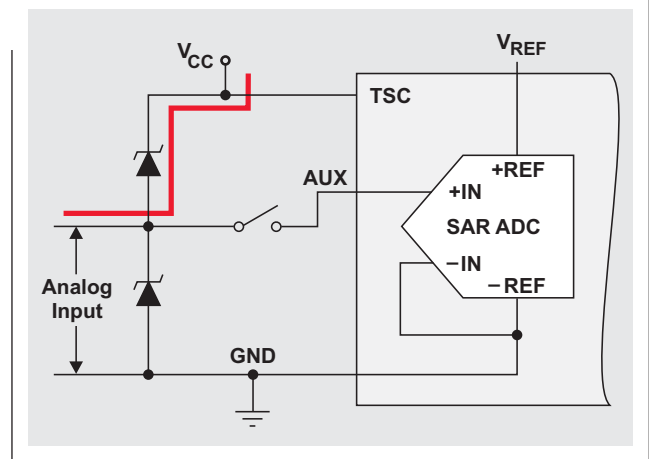 VCC
VREF
TSC
AUX
+REF
+IN
SAR ADC
−IN
−REF
Analog
Input
GND